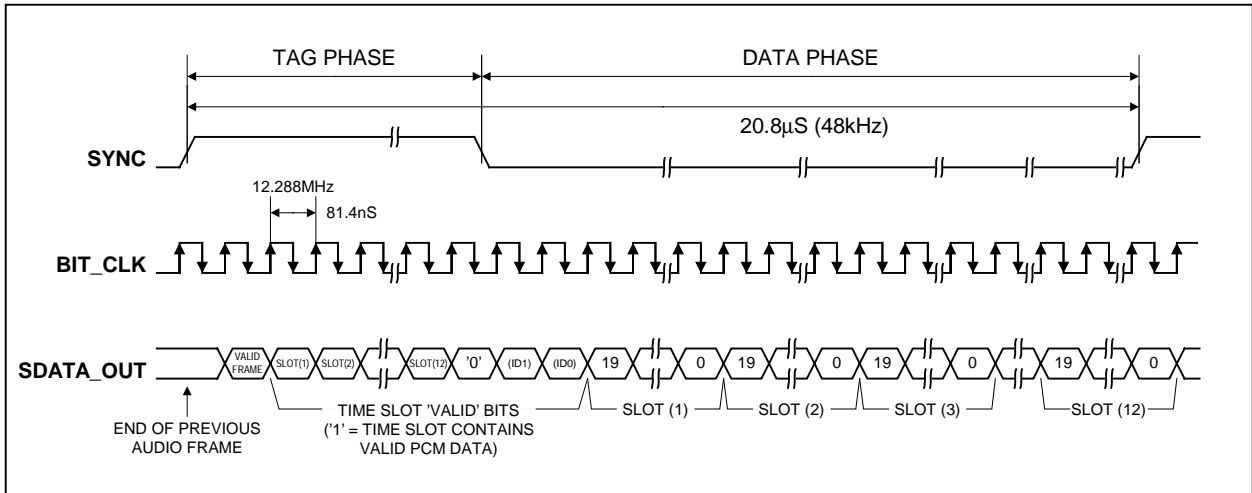 TAG PHASE DATA PHASE
20.8µS (48kHz)
SYNC
12.288MHz
81.4nS
BIT_CLK
SDATA_OUT
VALID
FRAME
SLOT(1) SLOT(2) SLOT(12) '0' (ID1) (ID0) 19 0 19 0 19 0 19 0
END OF PREVIOUS
AUDIO FRAME
TIME SLOT 'VALID' BITS
('1' = TIME SLOT CONTAINS
VALID PCM DATA)
SLOT (1) SLOT (2) SLOT (3) SLOT (12)